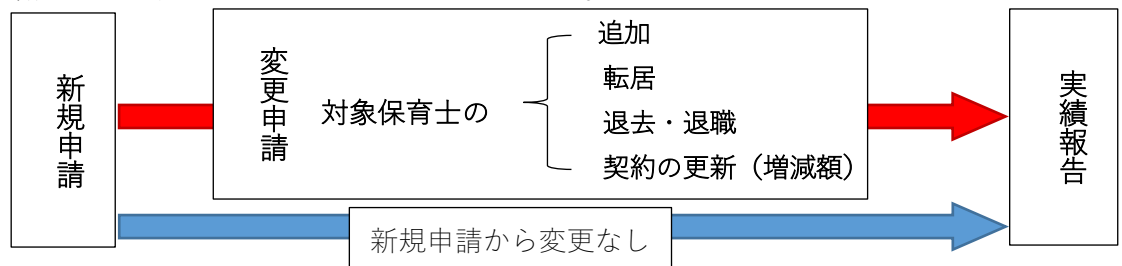 新規申請
変更申請
対象保育士の
追加
転居
退去・退職
契約の更新（増減額）
実績報告
新規申請から変更なし